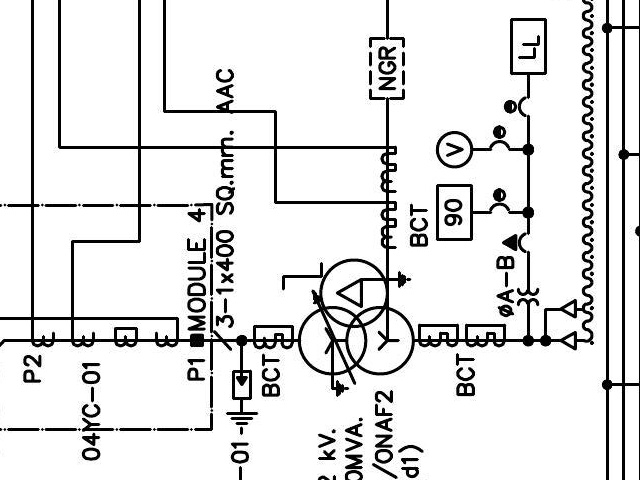 P2
04YC-01
P1
MODULE 4
3-1x400 SQ.mm. AAC
-01-
BCT
2 kV.
OMVA.
/ONAF2
d1)
NGR
BCT
BCT
V
90
øA-B
LL